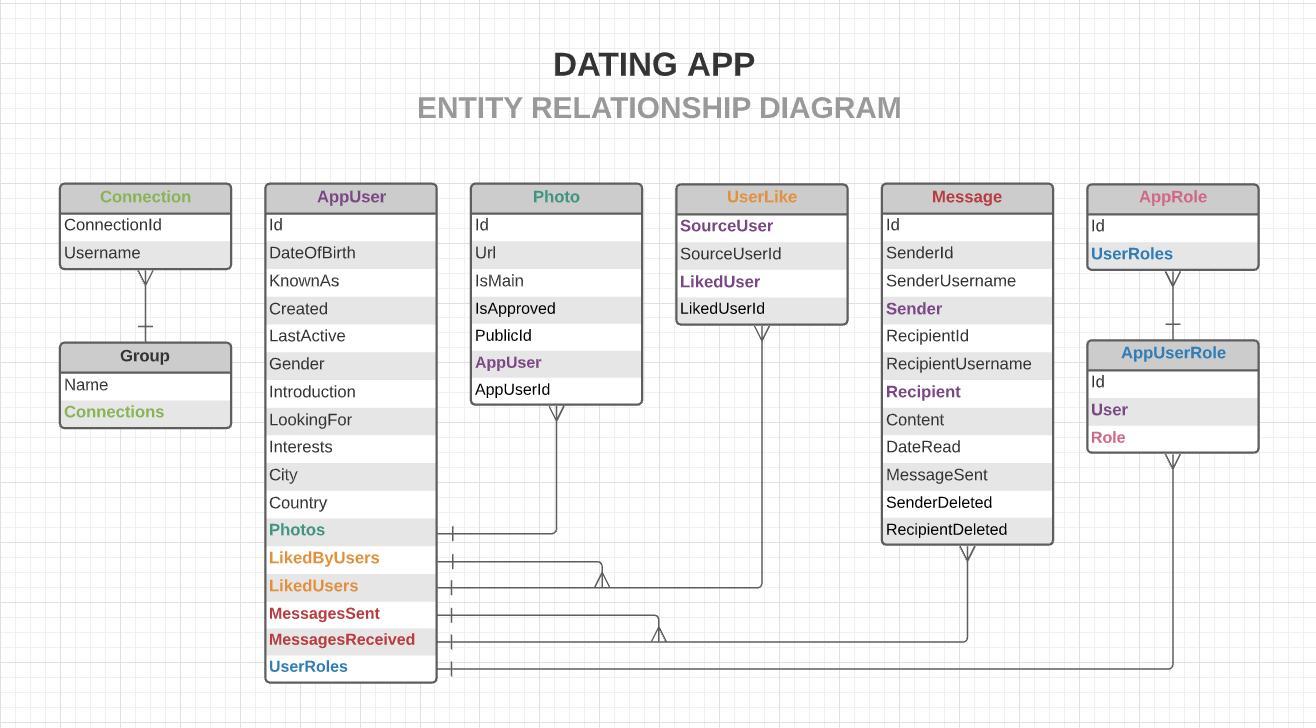 DATING APP
ENTITY RELATIONSHIP DIAGRAM
Connection
ConnectionId
Username
Group
Name
Connections
AppUser
Id
DateOfBirth
KnownAs
Created
LastActive
Gender
Introduction
LookingFor
Interests
City
Country
Photos
LikedByUsers
LikedUsers
MessagesSent
MessagesReceived
UserRoles
Photo
Id
Url
IsMain
IsApproved
PublicId
AppUser
AppUserId
UserLike
SourceUser
SourceUserId
LikedUser
LikedUserId
Message
Id
SenderId
SenderUsername
Sender
RecipientId
RecipientUsername
Recipient
Content
DateRead
MessageSent
SenderDeleted
RecipientDeleted
AppRole
Id
UserRoles
AppUserRole
Id
User
Role